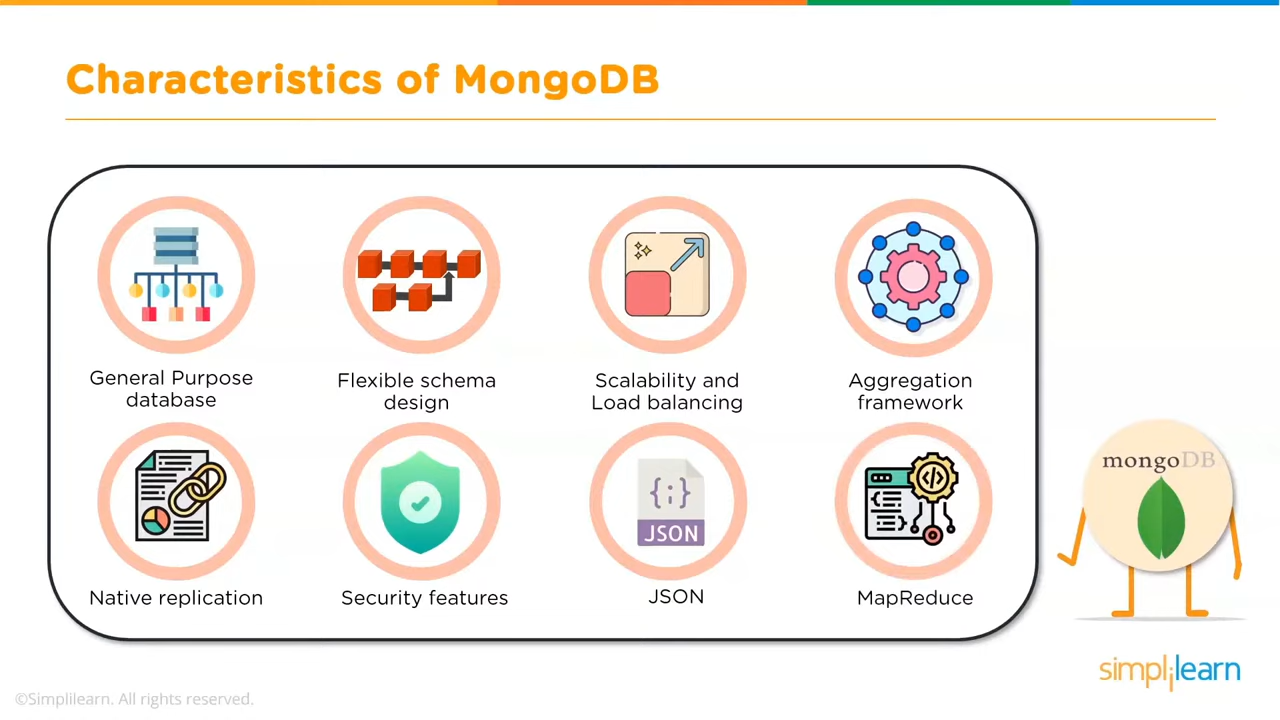 Characteristics of MongoDB
General Purpose
database
Flexible schema
design
Scalability and
Load balancing
Aggregation
framework
JSON
Native replication
Security features
JSON
MapReduce
mongoDB
simplilearn
©Simplilearn. All rights reserved.